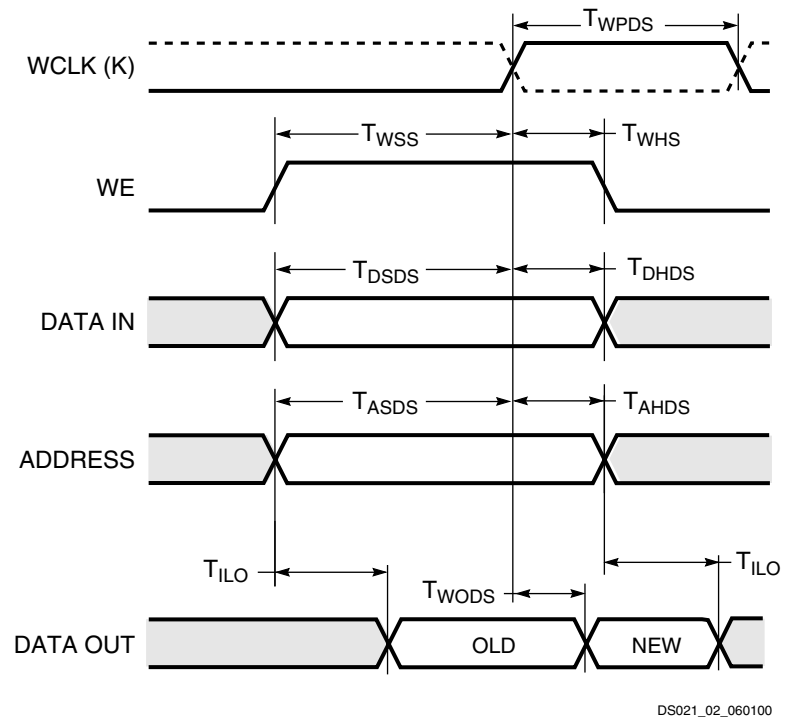 TWPDS
WCLK (K)
TWSS TWHS
WE
TDSDS TDHDS
DATA IN
TASDS TAHDS
ADDRESS
TILO TILO
TWODS
DATA OUT OLD NEW
DS021_02_060100